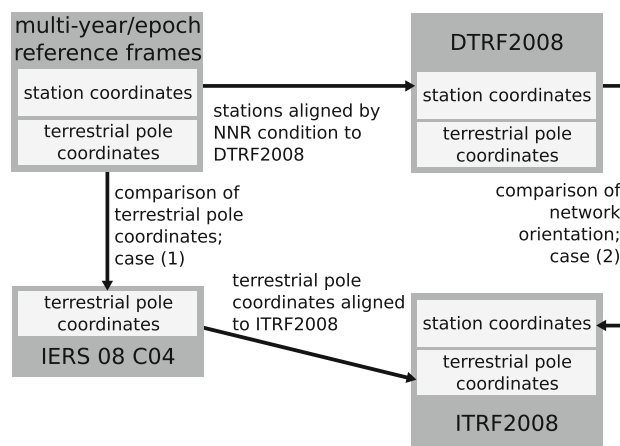 multi-year/epoch
reference frames
station coordinates
terrestrial pole
coordinates
stations aligned by
NNR condition to
DTRF2008
DTRF2008
station coordinates
terrestrial pole
coordinates
comparison of
terrestrial pole
coordinates;
case (1)
comparison of
network
orientation;
case (2)
terrestrial pole
coordinates
IERS 08 C04
terrestrial pole
coordinates aligned
to ITRF2008
station coordinates
terrestrial pole
coordinates
ITRF2008